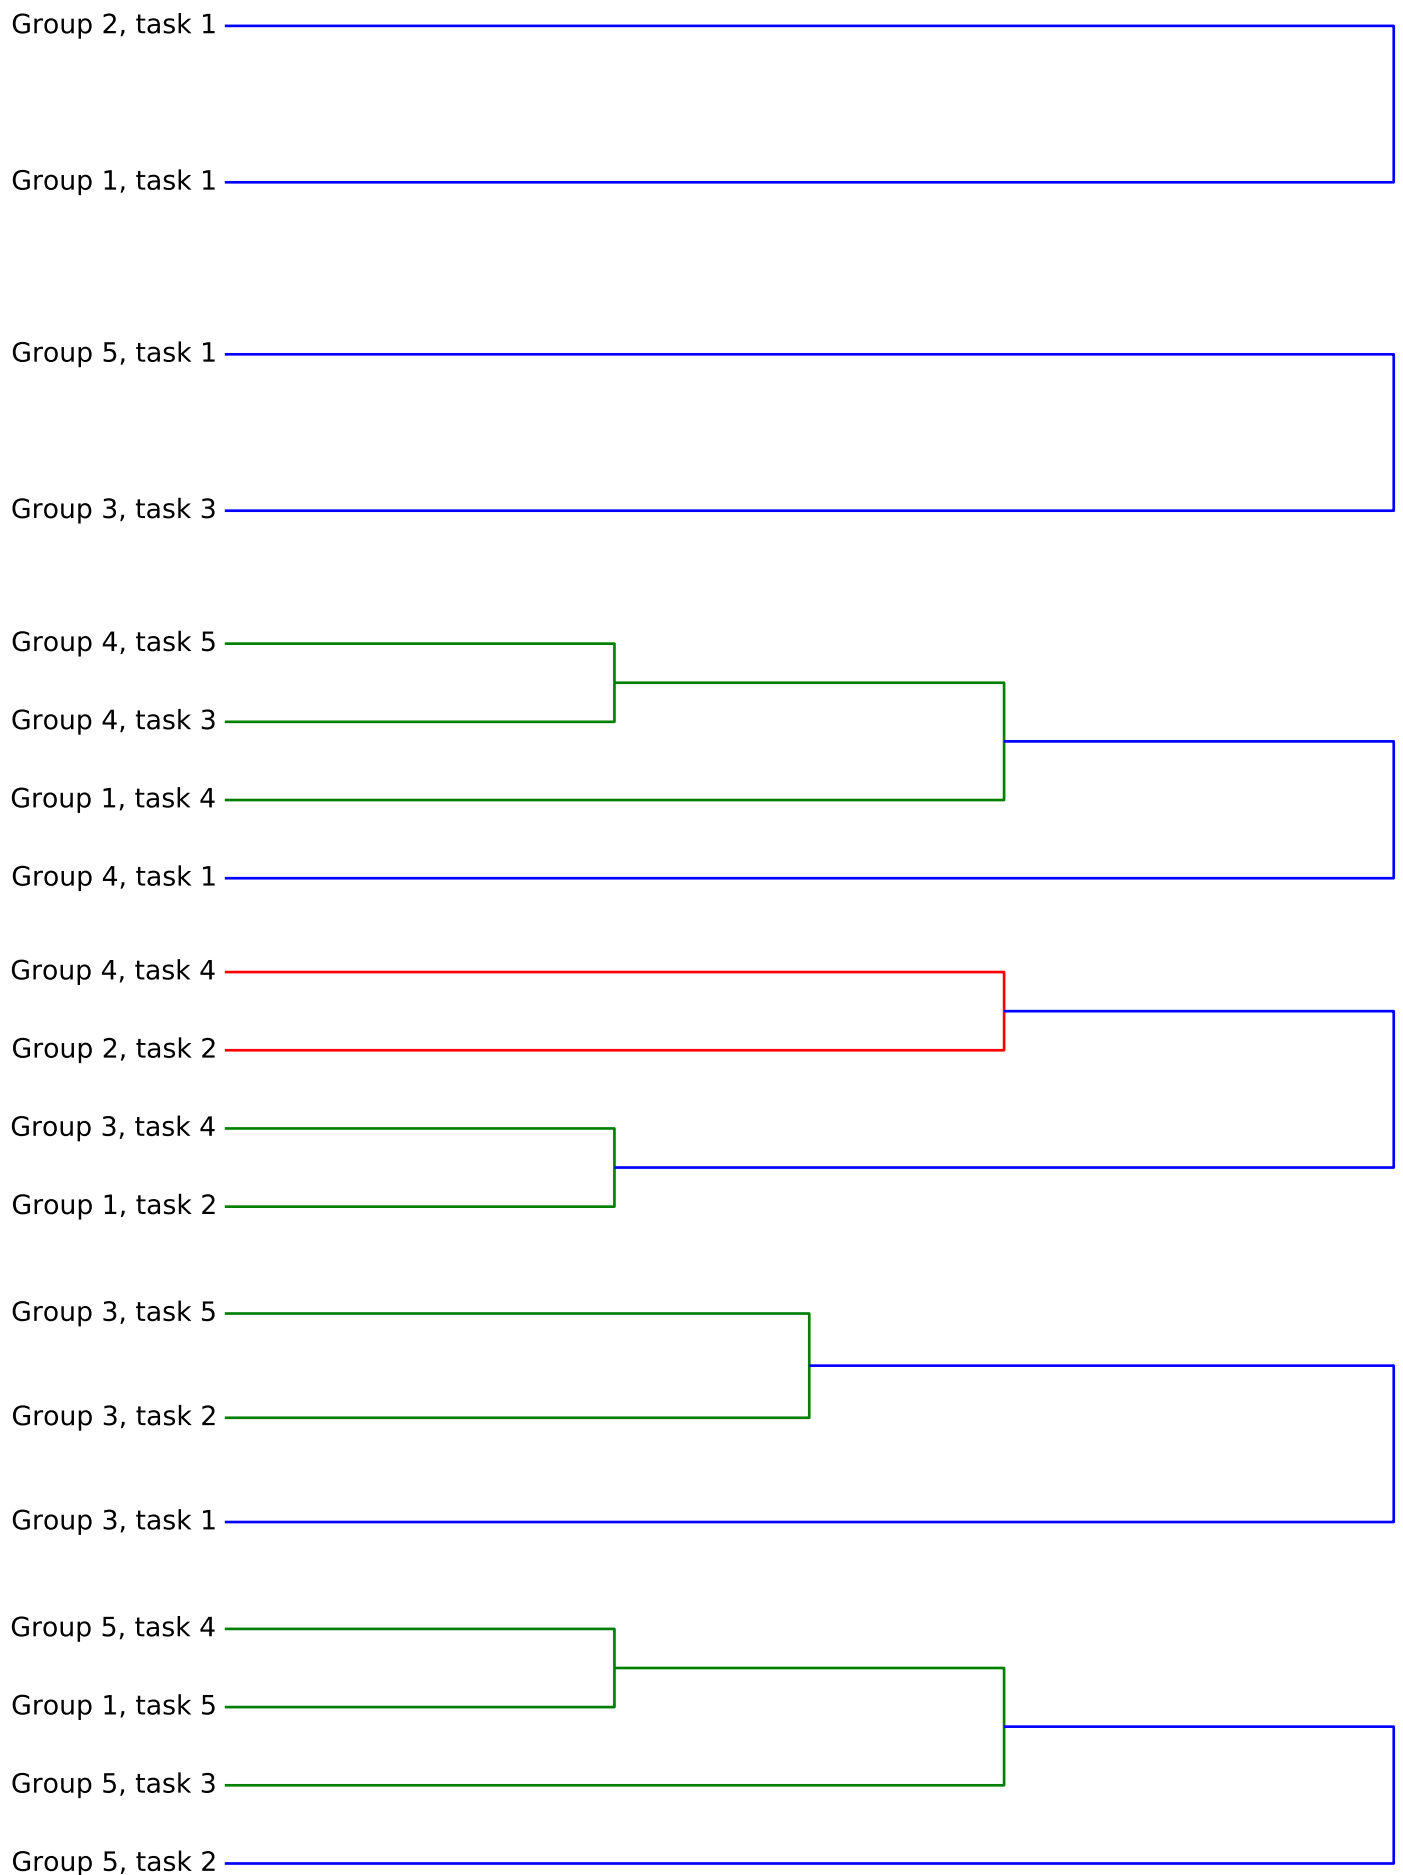 Group 2, task 1
Group 1, task 1
Group 5, task 1
Group 3, task 3
Group 4, task 5
Group 4, task 3
Group 1, task 4
Group 4, task 1
Group 4, task 4
Group 2, task 2
Group 3, task 4
Group 1, task 2
Group 3, task 5
Group 3, task 2
Group 3, task 1
Group 5, task 4
Group 1, task 5
Group 5, task 3
Group 5, task 2